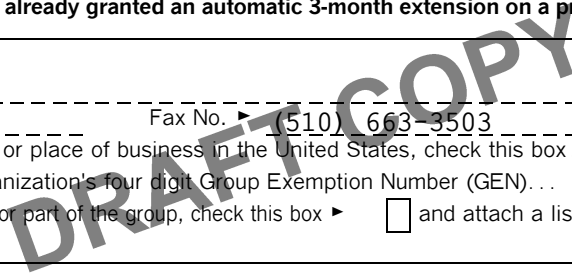 already granted an automatic 3-month extension on a p
Fax No. ► (510) 663-3503
or place of business in the United States, check this box
nization's four digit Group Exemption Number (GEN)...
or part of the group, check this box ► and attach a lis
DRAFT COPY